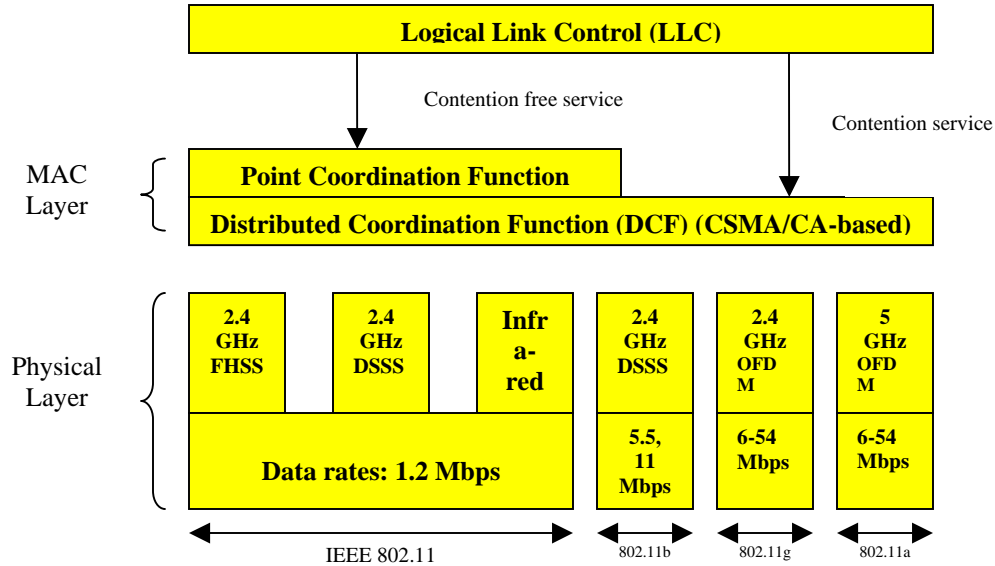 Logical Link Control (LLC)
Contention free service
Contention service
MAC
Layer
Point Coordination Function
Distributed Coordination Function (DCF) (CSMA/CA-based)
Physical
Layer
2.4
GHz
FHSS
2.4
GHz
DSSS
Infr
a-
red
2.4
GHz
DSSS
2.4
GHz
OFD
M
5
GHz
OFD
M
Data rates: 1.2 Mbps
5.5,
11
Mbps
6-54
Mbps
6-54
Mbps
IEEE 802.11
802.11b
802.11g
802.11a